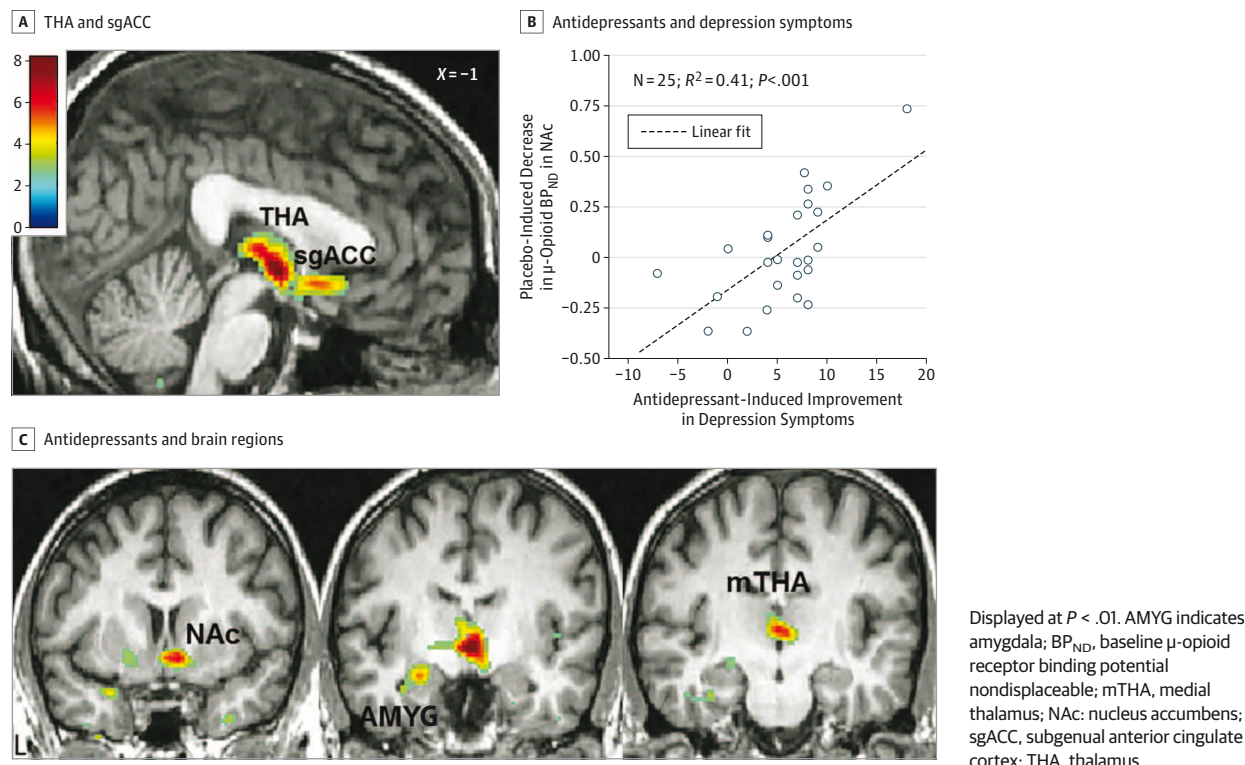 A THA and sgACC
8
6
4
2
0
X = −1
THA
sgACC
B Antidepressants and depression symptoms
Placebo-Induced Decrease
in μ-Opioid BPND in NAc
1.00
0.75
0.50
0.25
0
−0.25
−0.50
N = 25; R2 = 0.41; P<.001
Linear fit
−10 −5 0 5 10 15 20
Antidepressant-Induced Improvement
in Depression Symptoms
C Antidepressants and brain regions
NAc
AMYG
mTHA
L
Displayed at P < .01. AMYG indicates
amygdala; BPND, baseline μ-opioid
receptor binding potential
nondisplaceable; mTHA, medial
thalamus; NAc: nucleus accumbens;
sgACC, subgenual anterior cingulate
cortex; THA, thalamus